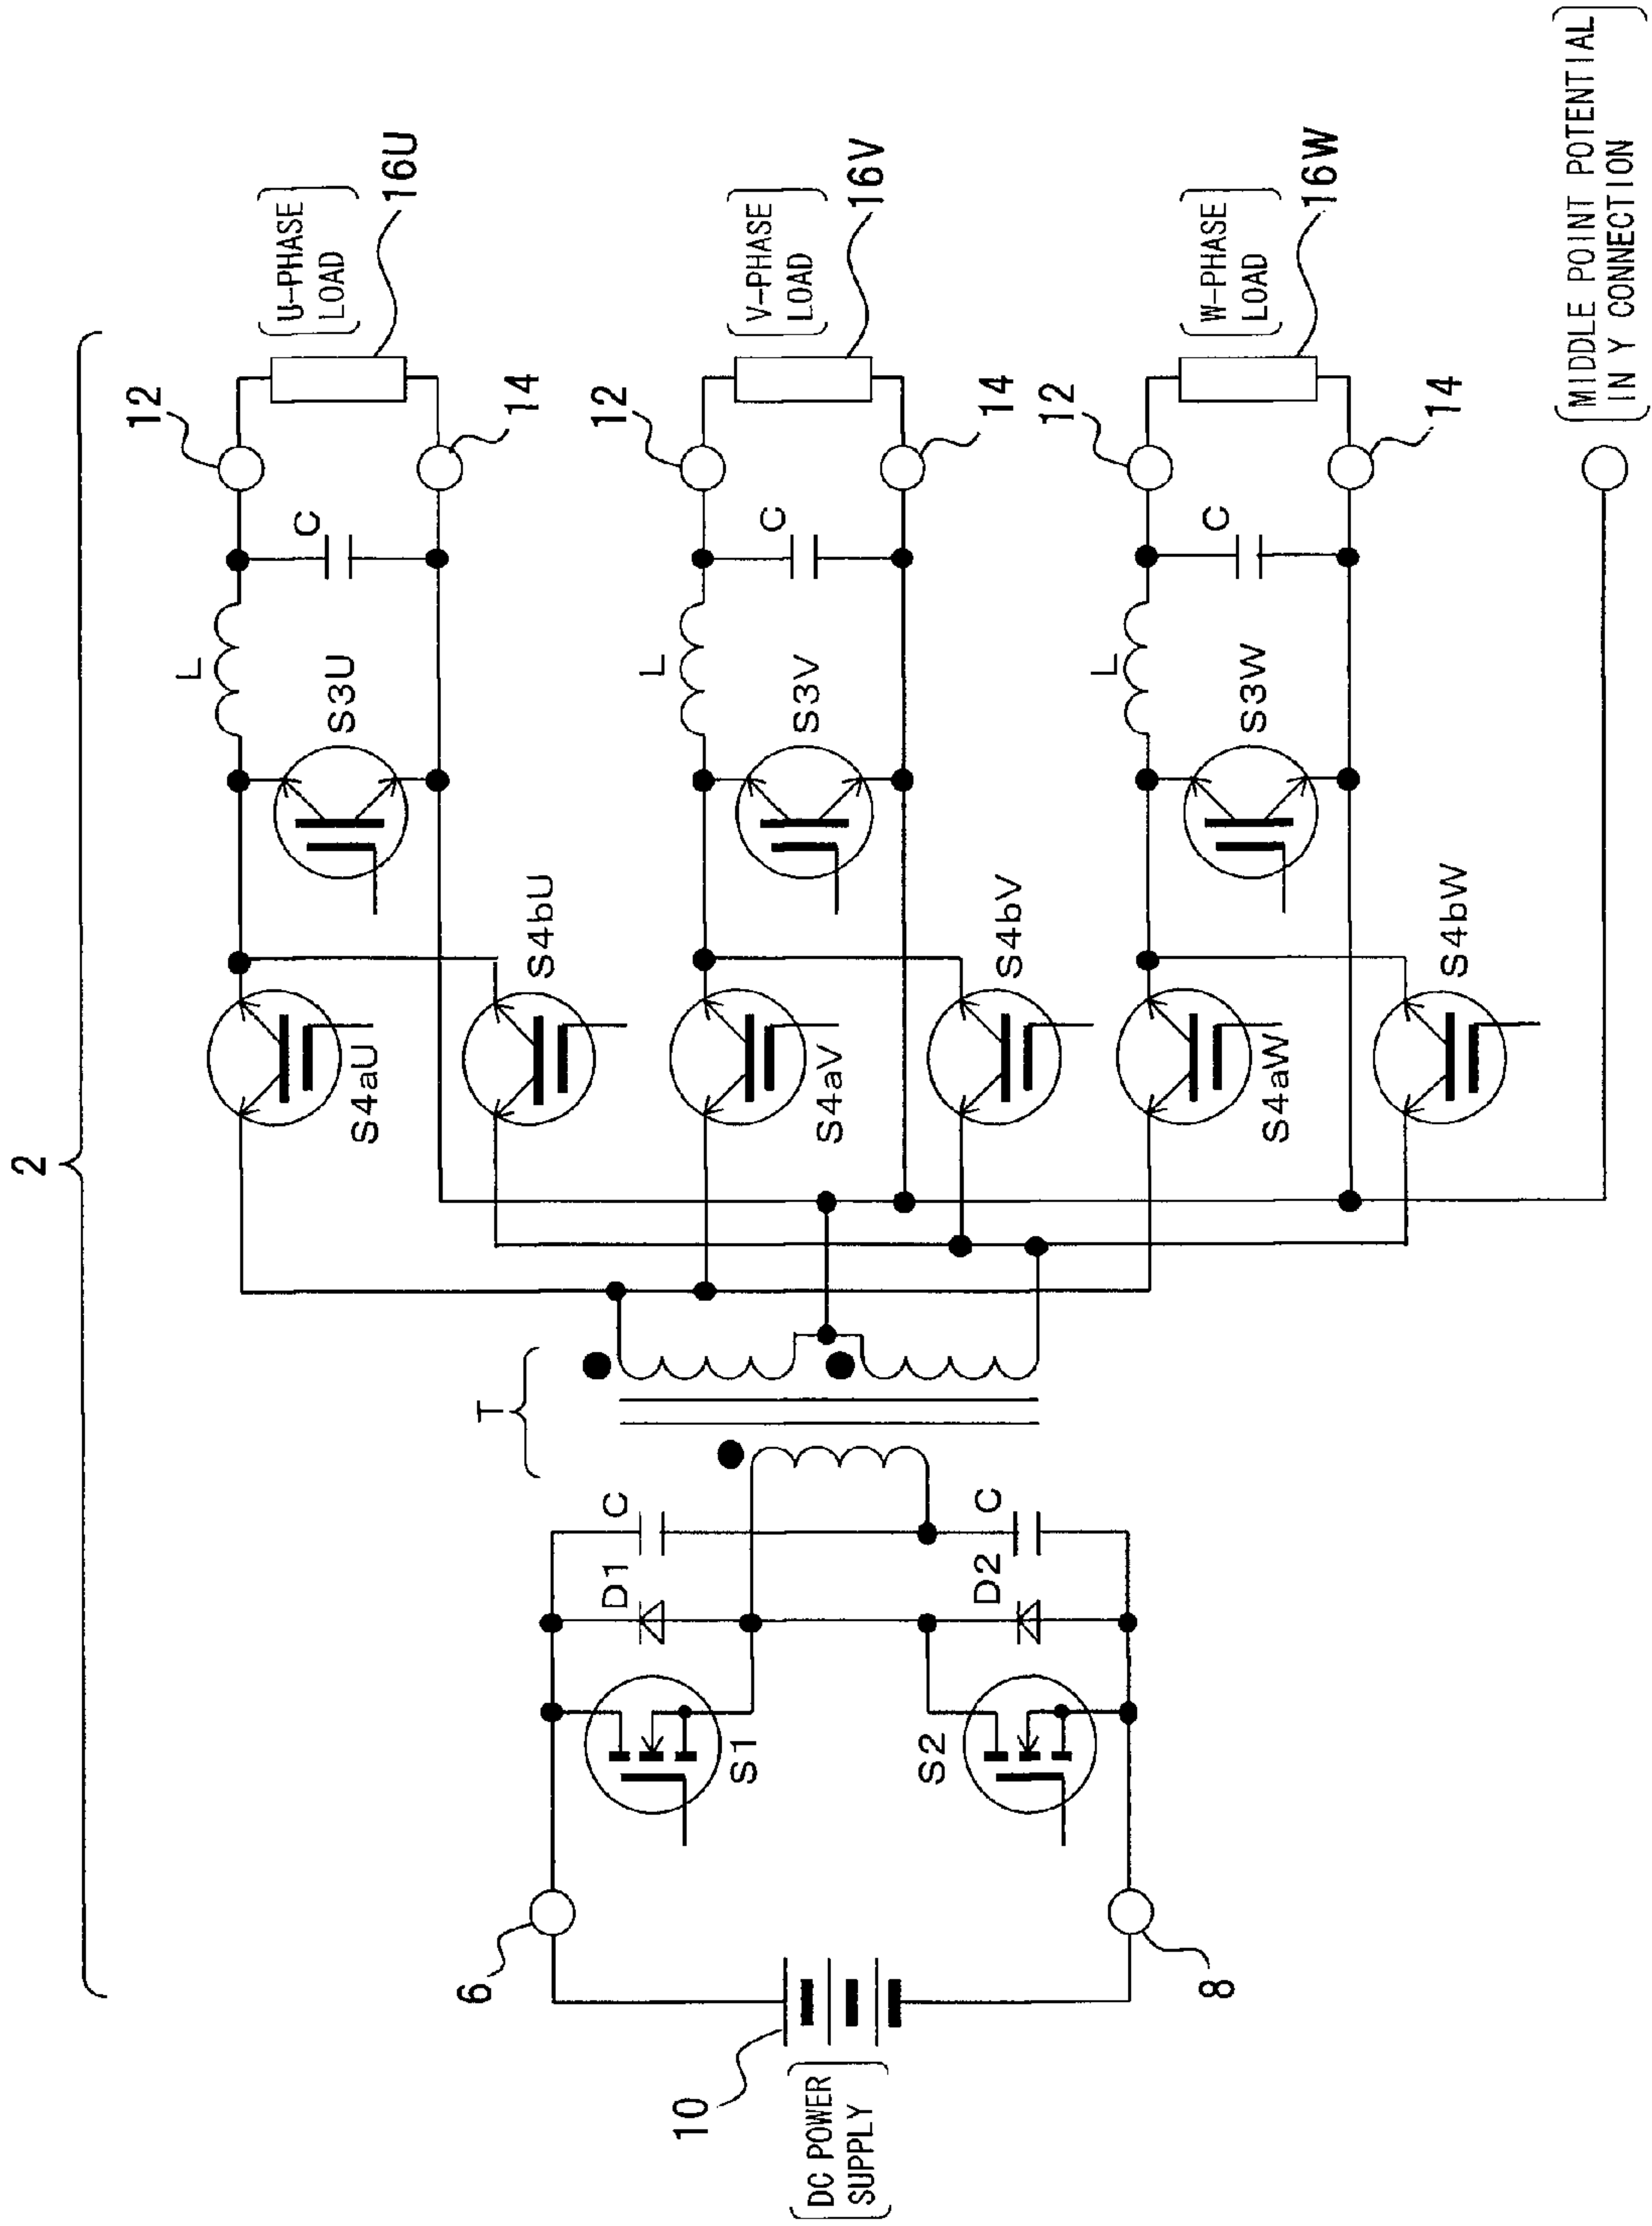 2
12
L
C
S3U
S4aU
S4bU
14
U-PHASE
LOAD
16U
12
L
C
S3V
S4aV
S4bV
14
V-PHASE
LOAD
16V
12
L
C
S3W
S4aW
S4bW
14
W-PHASE
LOAD
16W
MIDDLE POINT POTENTIAL
IN Y CONNECTION
T
C
D1
S1
C
D2
S2
6
8
10
DC POWER
SUPPLY